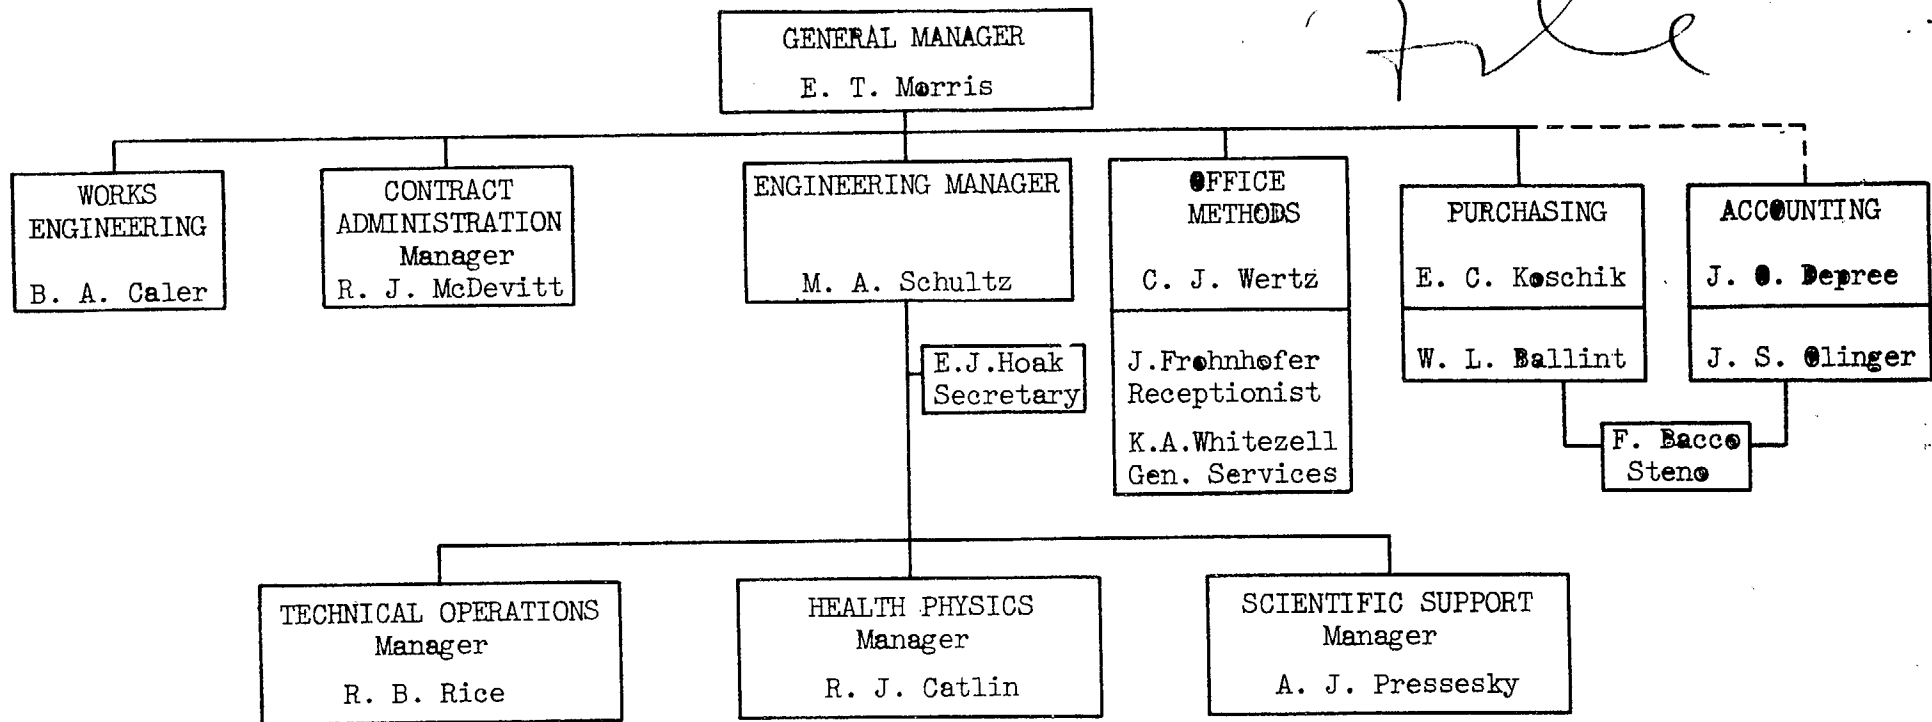 File
GENERAL MANAGER
E. T. Morris
WORKS
ENGINEERING
B. A. Caler
CONTRACT
ADMINISTRATION
Manager
R. J. McDevitt
ENGINEERING MANAGER
M. A. Schultz
OFFICE
METHODS
C. J. Wertz
J.Frohnhofer
Receptionist
K.A.Whitezell
Gen. Services
PURCHASING
E. C. Koschik
W. L. Ballint
ACCOUNTING
J. O. Depree
J. S. Olinger
E.J.Hoak
Secretary
F. Bacco
Steno
TECHNICAL OPERATIONS
Manager
R. B. Rice
HEALTH PHYSICS
Manager
R. J. Catlin
SCIENTIFIC SUPPORT
Manager
A. J. Pressesky